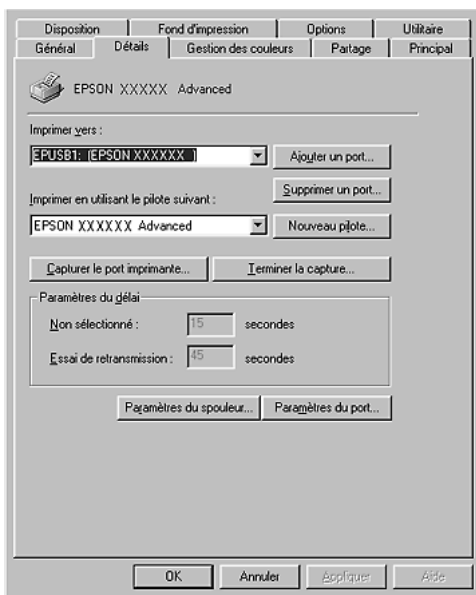 Disposition Fond d'impression Options Utilitaire
Général Détails Gestion des couleurs Partage Principal
EPSON XXXXX Advanced
Imprimer vers :
EPUSB1: (EPSON XXXXXX ) Ajouter un port...
Supprimer un port...
Imprimer en utilisant le pilote suivant :
EPSON XXXXXX Advanced Nouveau pilote...
Capturer le port imprimante... Terminer la capture...
Paramètres du délai
Non sélectionné : 15 secondes
Essai de retransmission : 45 secondes
Paramètres du spouleur... Paramètres du port...
OK Annuler Appliquer Aide